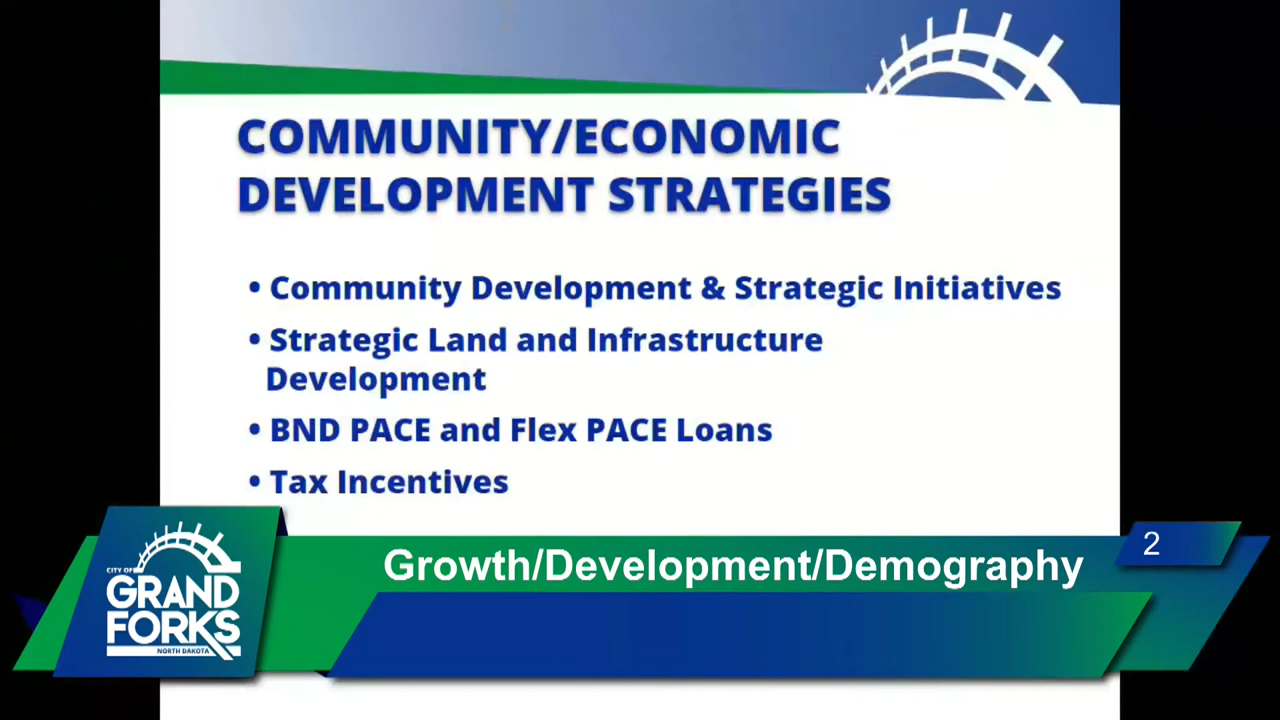 COMMUNITY/ECONOMIC
DEVELOPMENT STRATEGIES
• Community Development & Strategic Initiatives
• Strategic Land and Infrastructure
Development
• BND PACE and Flex PACE Loans
• Tax Incentives
Growth/Development/Demography
2
CITY OF
GRAND
FORKS
NORTH DAKOTA